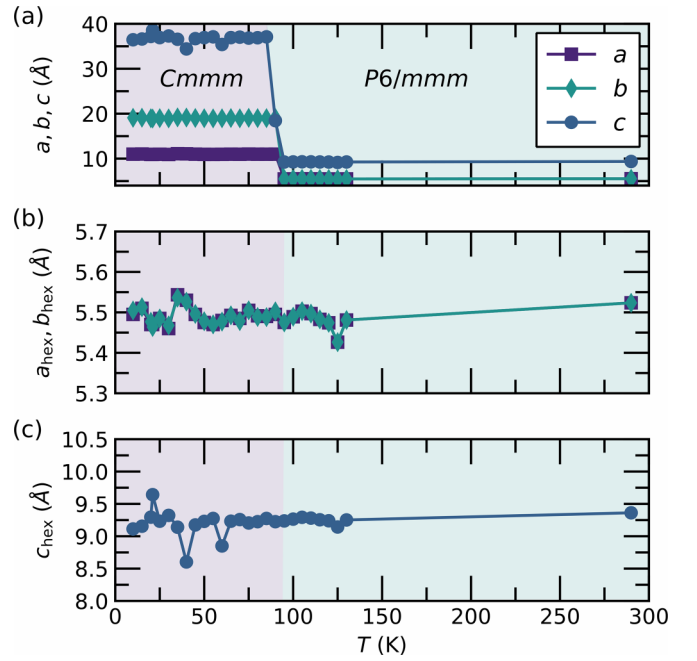 (a)
40
30
20
10
a, b, c (Å)
Cmmm
P6/mmm
a
b
c
(b)
5.7
5.6
5.5
5.4
5.3
a_hex, b_hex (Å)
(c)
10.5
10.0
9.5
9.0
8.5
8.0
c_hex (Å)
0 50 100 150 200 250 300
T (K)